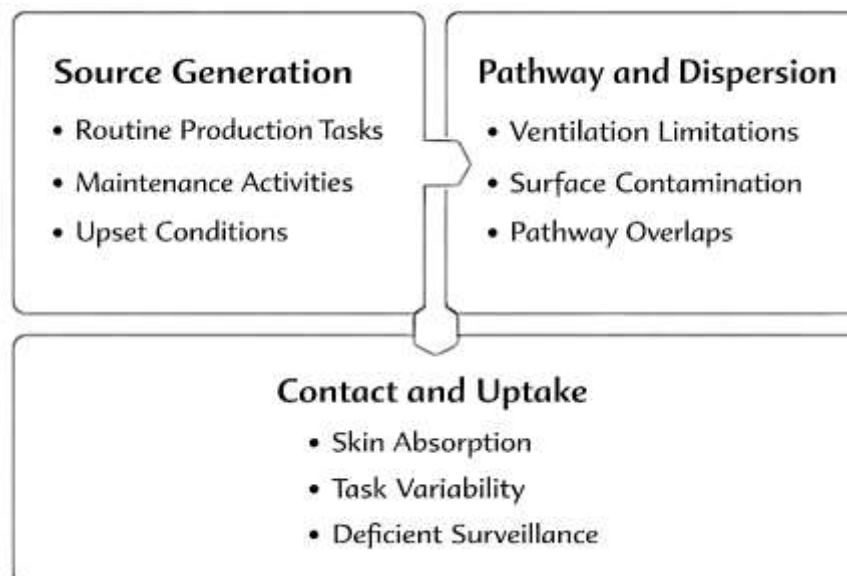 Source Generation
• Routine Production Tasks
• Maintenance Activities
• Upset Conditions
Pathway and Dispersion
• Ventilation Limitations
• Surface Contamination
• Pathway Overlaps
Contact and Uptake
• Skin Absorption
• Task Variability
• Deficient Surveillance